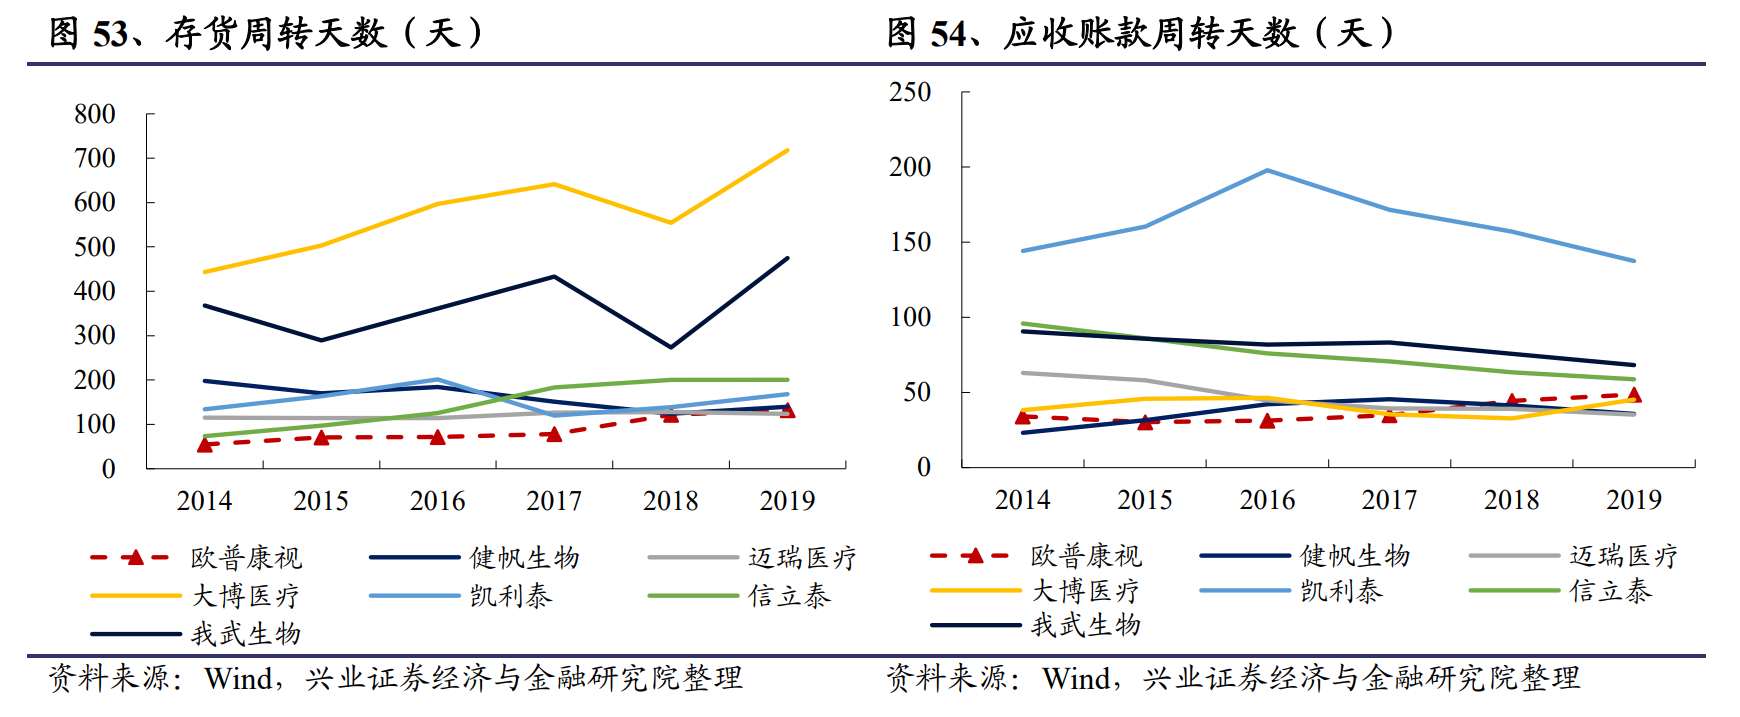 图 53、存货周转天数（天）
800
700
600
500
400
300
200
100
0
2014 2015 2016 2017 2018 2019
欧普康视 健帆生物 迈瑞医疗
大博医疗 凯利泰 信立泰
我武生物
资料来源：Wind，兴业证券经济与金融研究院整理
图 54、应收账款周转天数（天）
250
200
150
100
50
0
2014 2015 2016 2017 2018 2019
欧普康视 健帆生物 迈瑞医疗
大博医疗 凯利泰 信立泰
我武生物
资料来源：Wind，兴业证券经济与金融研究院整理